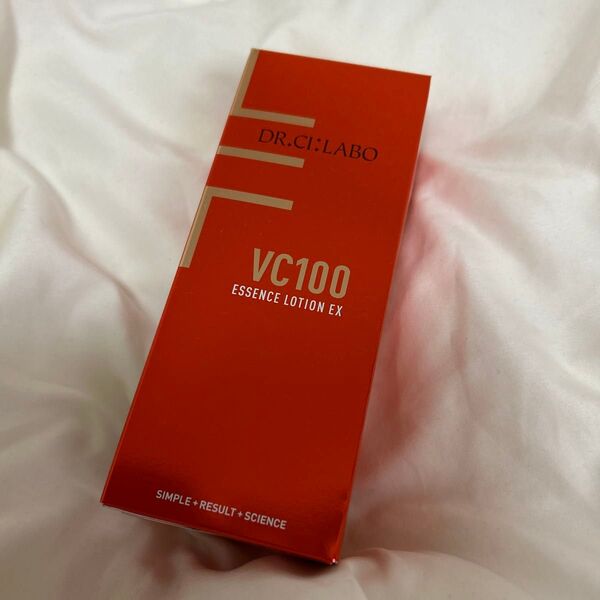 DR.CI:LABO
VC100
ESSENCE LOTION EX
SIMPLE+RESULT+SCIENCE